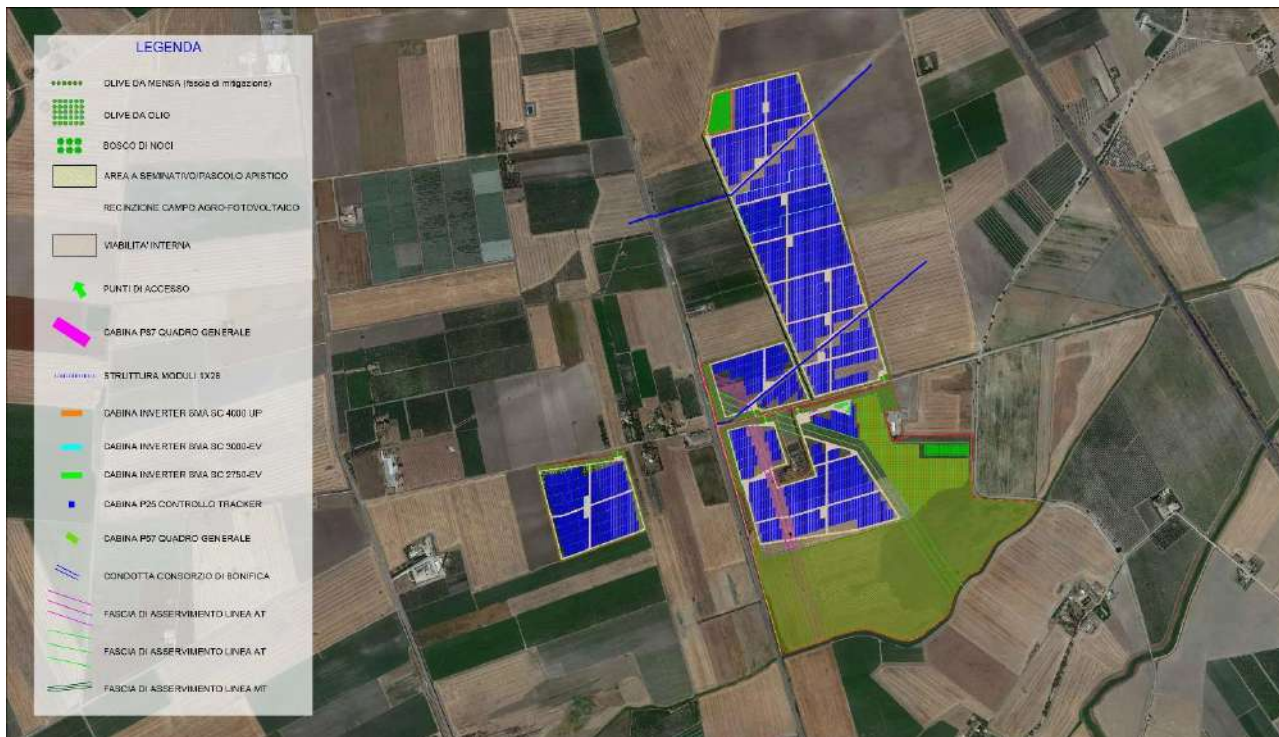 LEGENDA
OLIVE DA MENSA (fascia di mitigazione)
OLIVE DA OLIO
BOSCO DI NOCI
AREA A SEMINATIVO/PASCOLO APISTICO
RECINZIONE CAMPO AGRO-FOTOVOLTAICO
VIABILITA' INTERNA
PUNTI DI ACCESSO
CABINA P87 QUADRO GENERALE
STRUTTURA MODULI 1X28
CABINA INVERTER SMA SC 4000 UP
CABINA INVERTER SMA SC 3000-EV
CABINA INVERTER SMA SC 2750-EV
CABINA P25 CONTROLLO TRACKER
CABINA P57 QUADRO GENERALE
CONDOTTA CONSORZIO DI BONIFICA
FASCIA DI ASSERVIMENTO LINEA AT
FASCIA DI ASSERVIMENTO LINEA AT
FASCIA DI ASSERVIMENTO LINEA MT